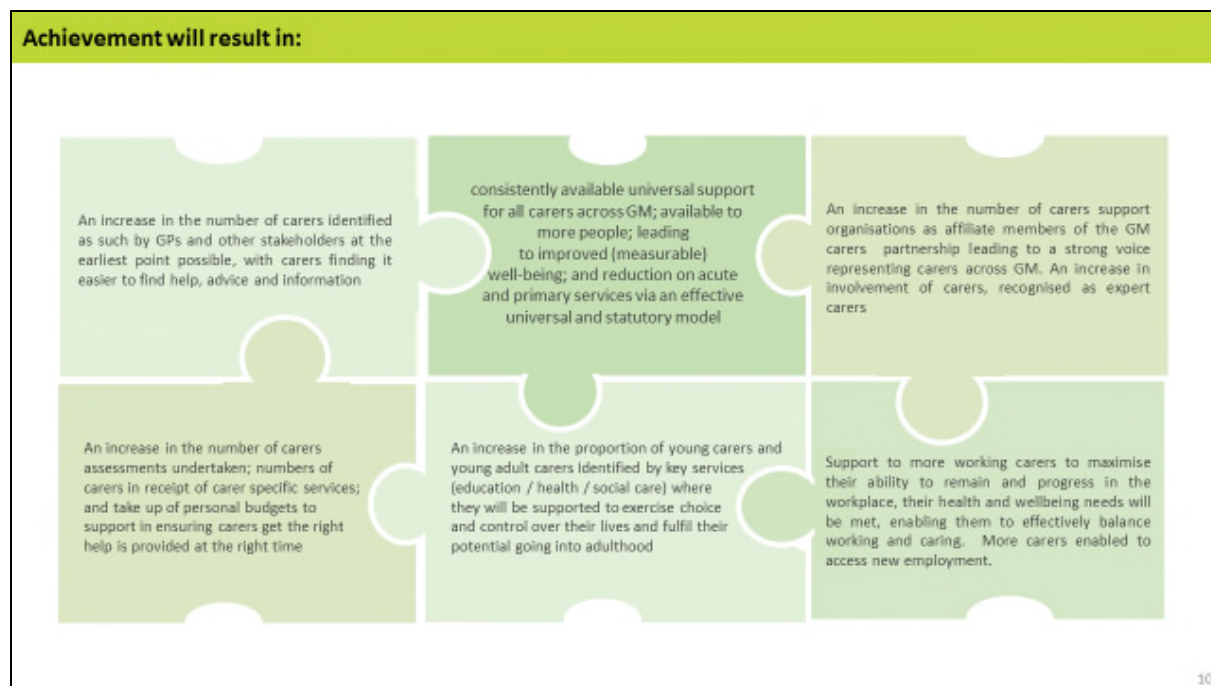 Achievement will result in:
An increase in the number of carers identified
as such by GPs and other stakeholders at the
earliest point possible, with carers finding it
easier to find help, advice and information
consistently available universal support
for all carers across GM; available to
more people; leading
to improved (measurable)
well-being; and reduction on acute
and primary services via an effective
universal and statutory model
An increase in the number of carers support
organisations as affiliate members of the GM
carers partnership leading to a strong voice
representing carers across GM. An increase in
involvement of carers, recognised as expert
carers
An increase in the number of carers
assessments undertaken; numbers of
carers in receipt of carer specific services;
and take up of personal budgets to
support in ensuring carers get the right
help is provided at the right time
An increase in the proportion of young carers and
young adult carers Identified by key services
(education / health / social care) where
they will be supported to exercise choice
and control over their lives and fulfil their
potential going into adulthood
Support to more working carers to maximise
their ability to remain and progress in the
workplace, their health and wellbeing needs will
be met, enabling them to effectively balance
working and caring. More carers enabled to
access new employment.
10